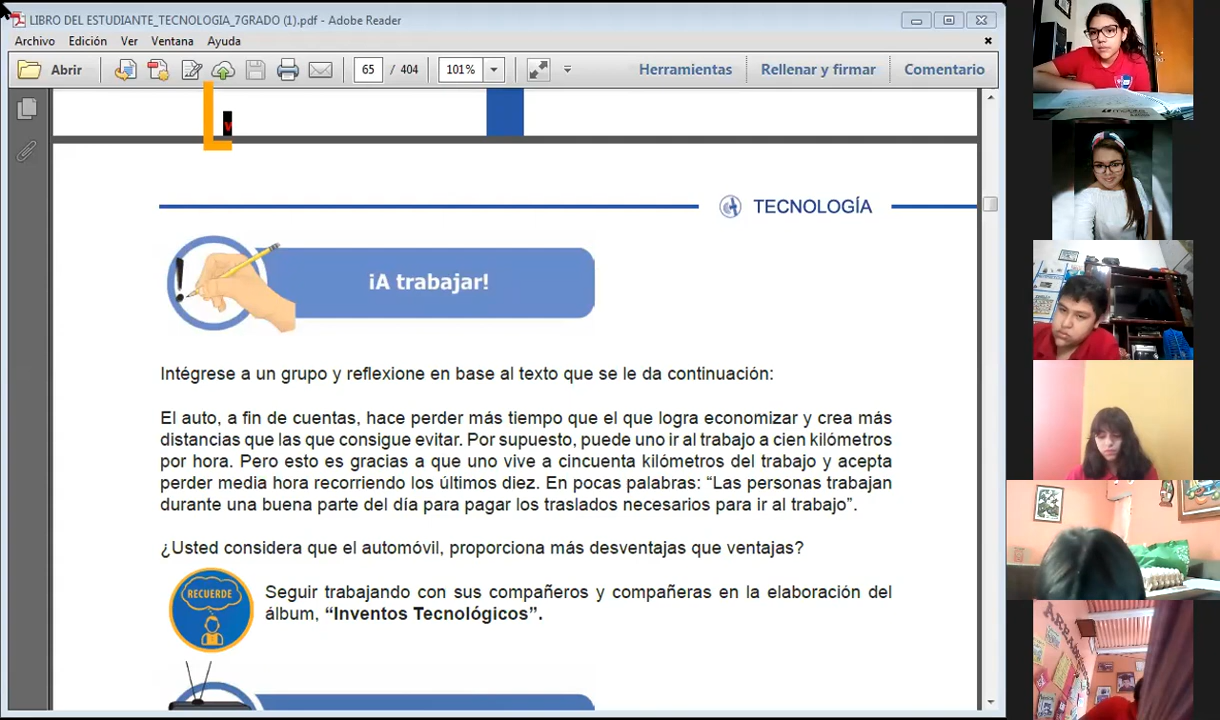 LIBRO DEL ESTUDIANTE_TECNOLOGIA_7GRADO (1).pdf - Adobe Reader
Archivo Edición Ver Ventana Ayuda
Abrir 65 / 404 101% Herramientas Rellenar y firmar Comentario
v
TECNOLOGÍA
¡A trabajar!
Intégrese a un grupo y reflexione en base al texto que se le da continuación:
El auto, a fin de cuentas, hace perder más tiempo que el que logra economizar y crea más
distancias que las que consigue evitar. Por supuesto, puede uno ir al trabajo a cien kilómetros
por hora. Pero esto es gracias a que uno vive a cincuenta kilómetros del trabajo y acepta
perder media hora recorriendo los últimos diez. En pocas palabras: “Las personas trabajan
durante una buena parte del día para pagar los traslados necesarios para ir al trabajo”.
¿Usted considera que el automóvil, proporciona más desventajas que ventajas?
RECUERDE
Seguir trabajando con sus compañeros y compañeras en la elaboración del
álbum, “Inventos Tecnológicos”.